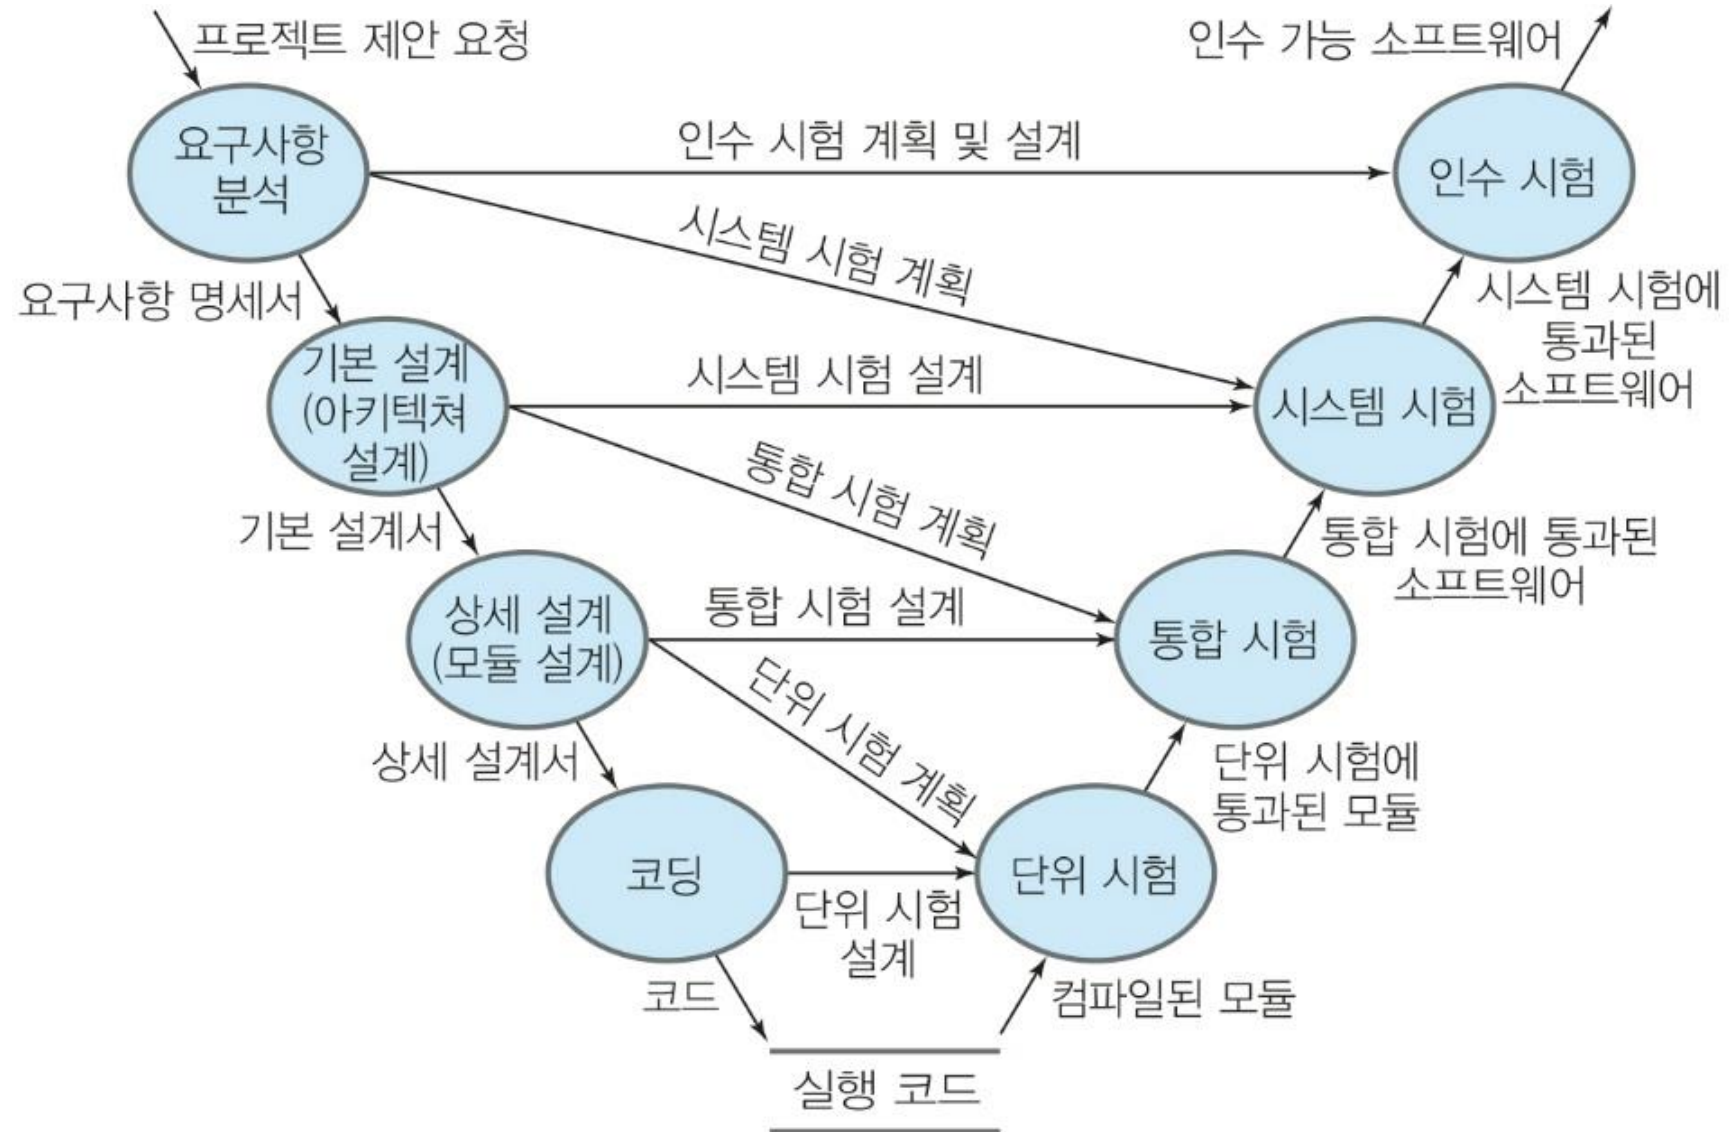 프로젝트 제안 요청
인수 가능 소프트웨어
요구사항
분석
인수 시험 계획 및 설계
인수 시험
시스템 시험 계획
요구사항 명세서
시스템 시험에
통과된
소프트웨어
기본 설계
(아키텍쳐
설계)
시스템 시험 설계
시스템 시험
통합 시험 계획
기본 설계서
통합 시험에 통과된
소프트웨어
상세 설계
(모듈 설계)
통합 시험 설계
통합 시험
단위 시험 계획
상세 설계서
단위 시험에
통과된 모듈
코딩
단위 시험
설계
단위 시험
코드
컴파일된 모듈
실행 코드